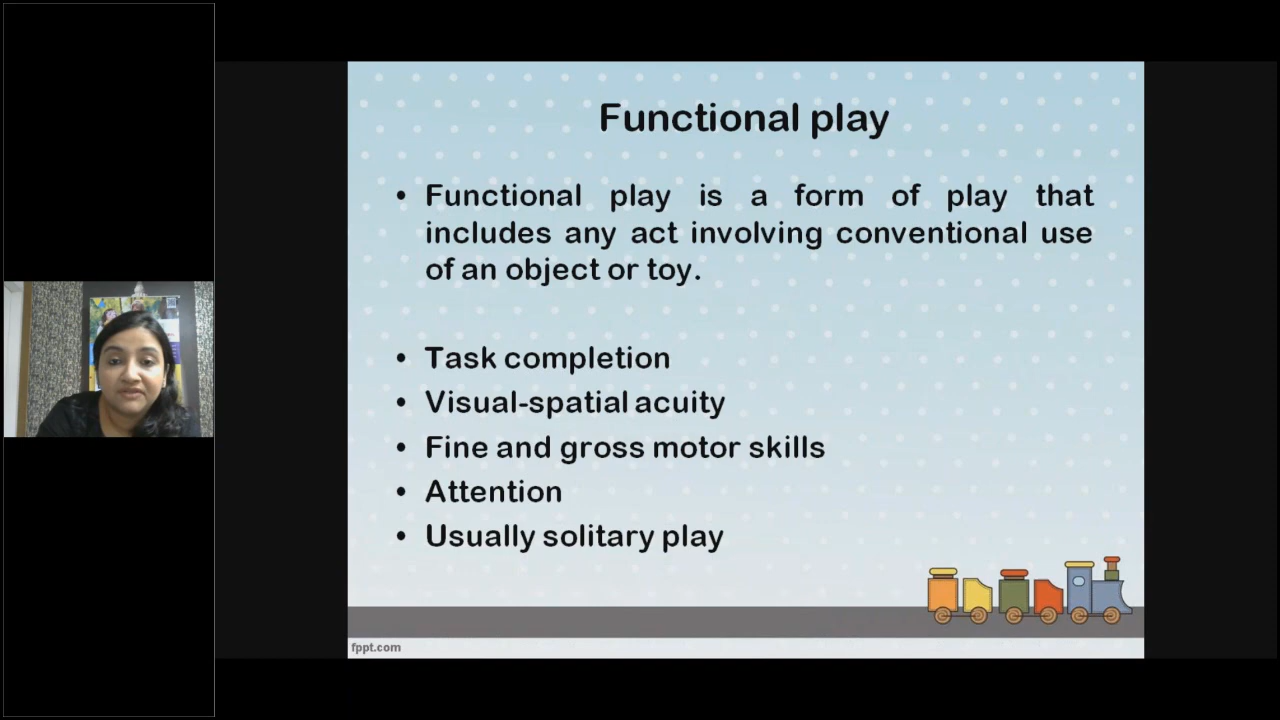 Functional play
• Functional play is a form of play that
includes any act involving conventional use
of an object or toy.
• Task completion
• Visual-spatial acuity
• Fine and gross motor skills
• Attention
• Usually solitary play
fppt.com